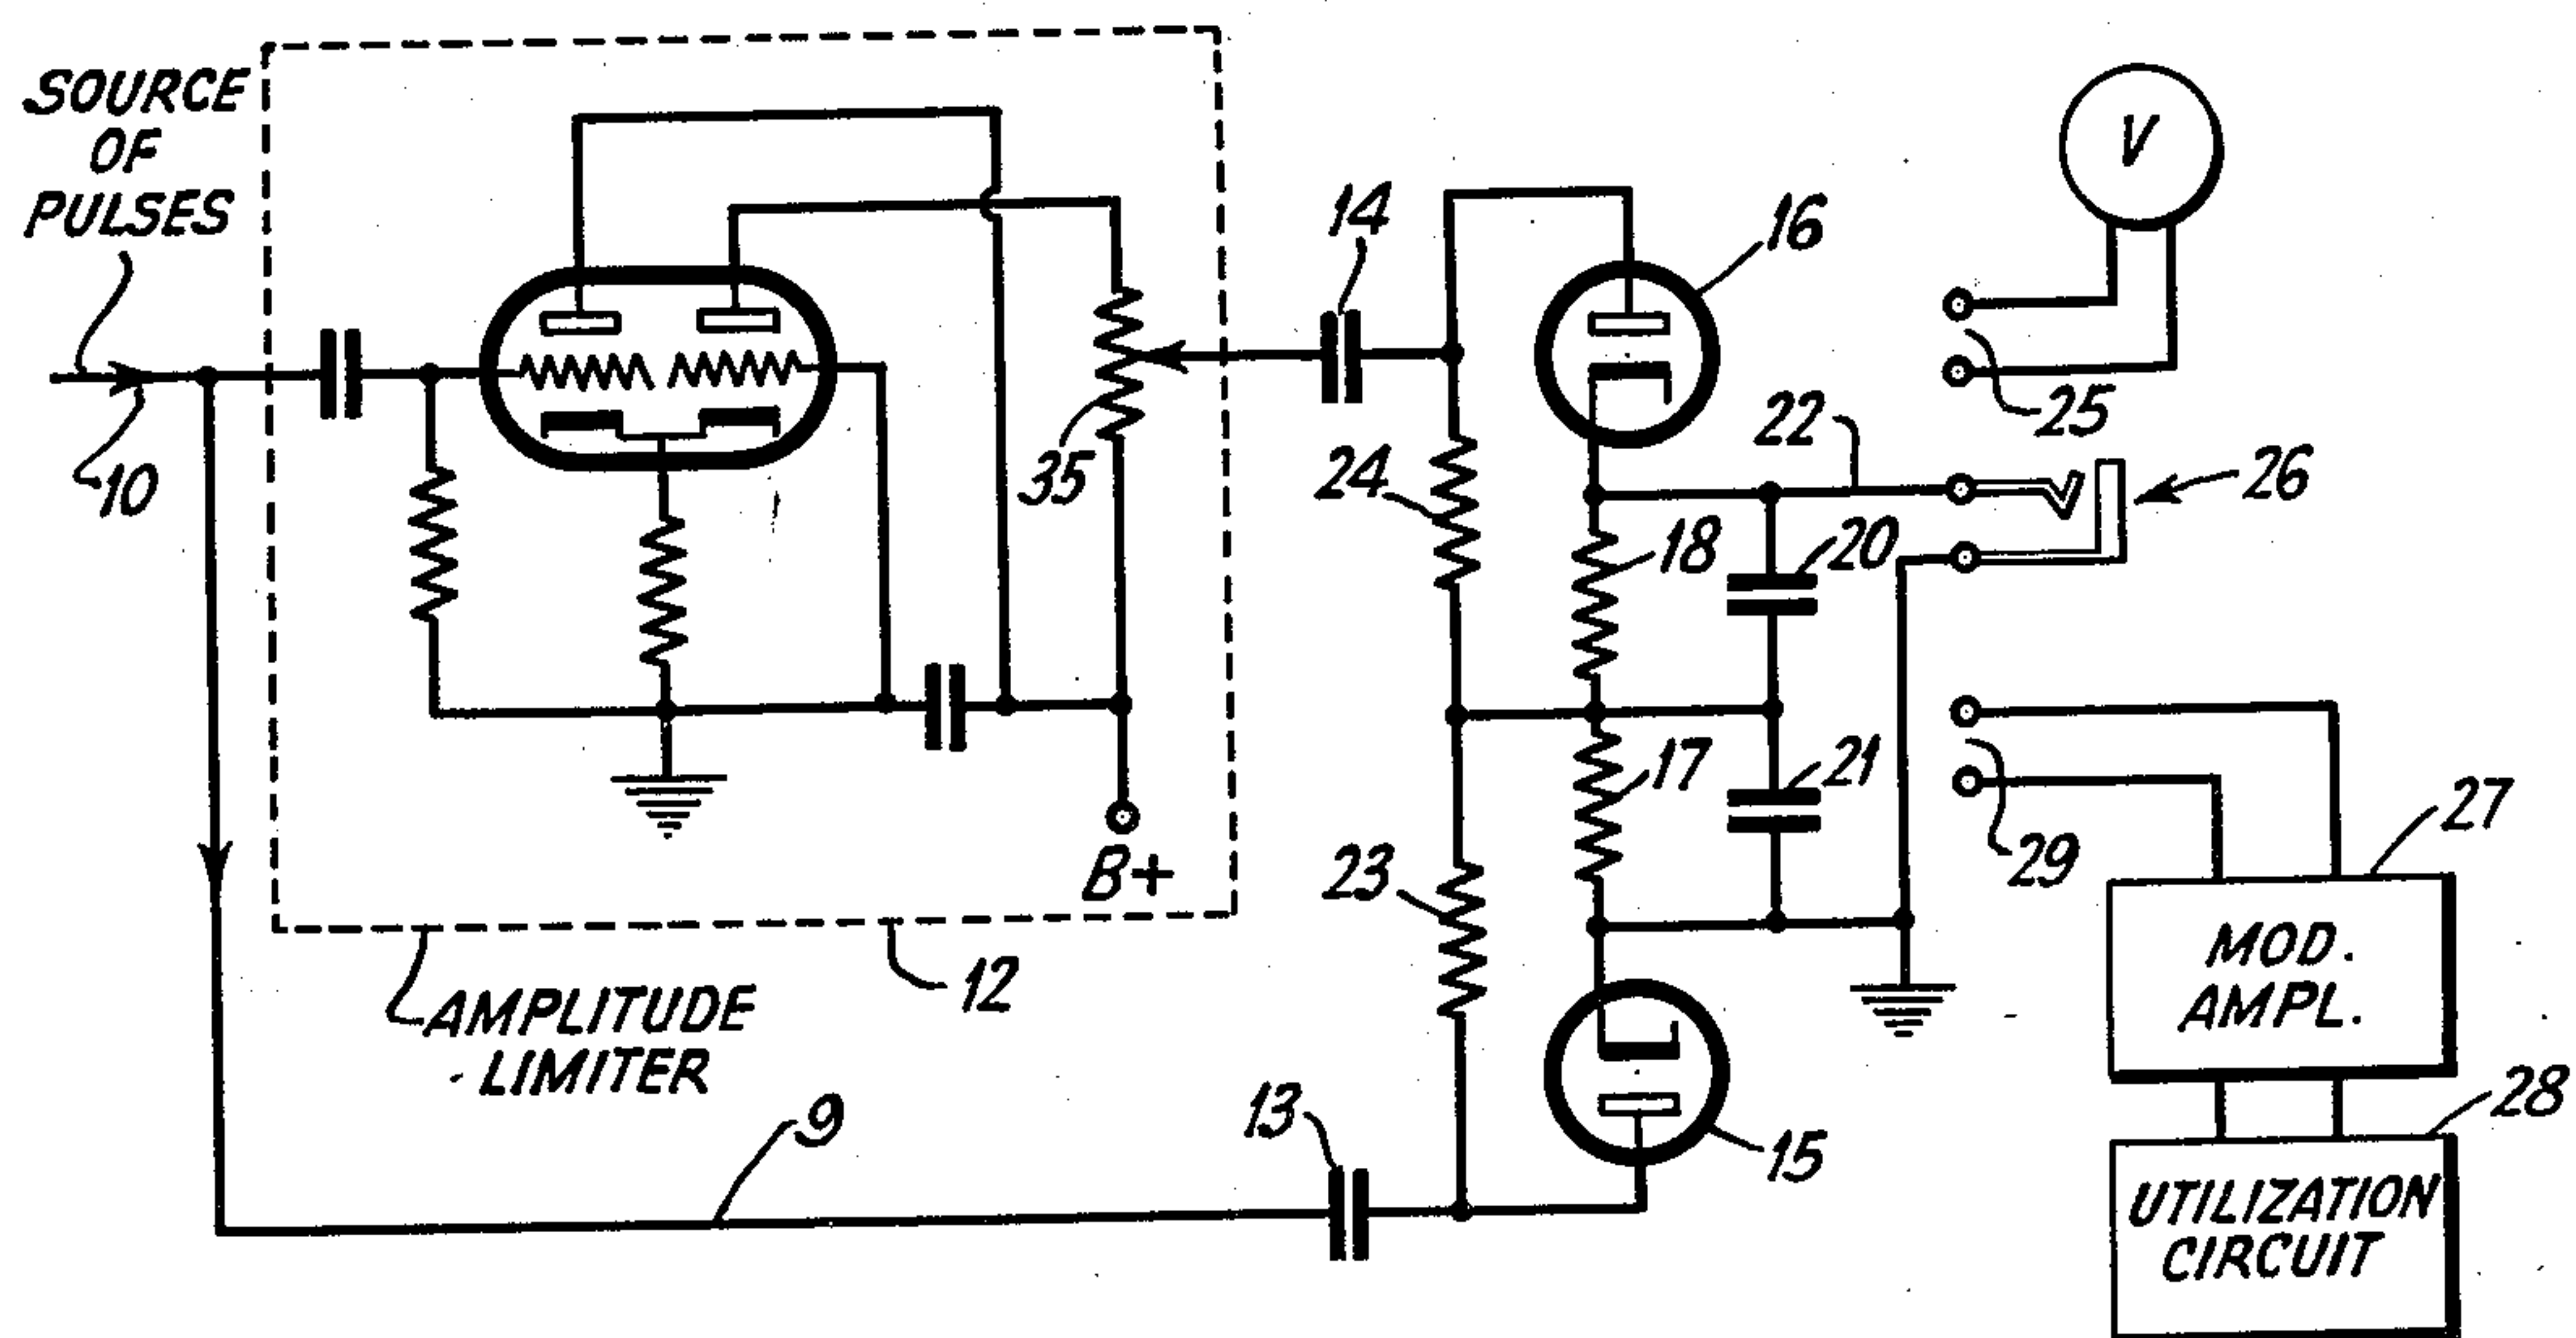 SOURCE
OF
PULSES
10
35
14
16
V
25
22
26
24
18
20
17
21
B+
23
29
27
12
AMPLITUDE
LIMITER
MOD.
AMPL.
9
13
15
28
UTILIZATION
CIRCUIT